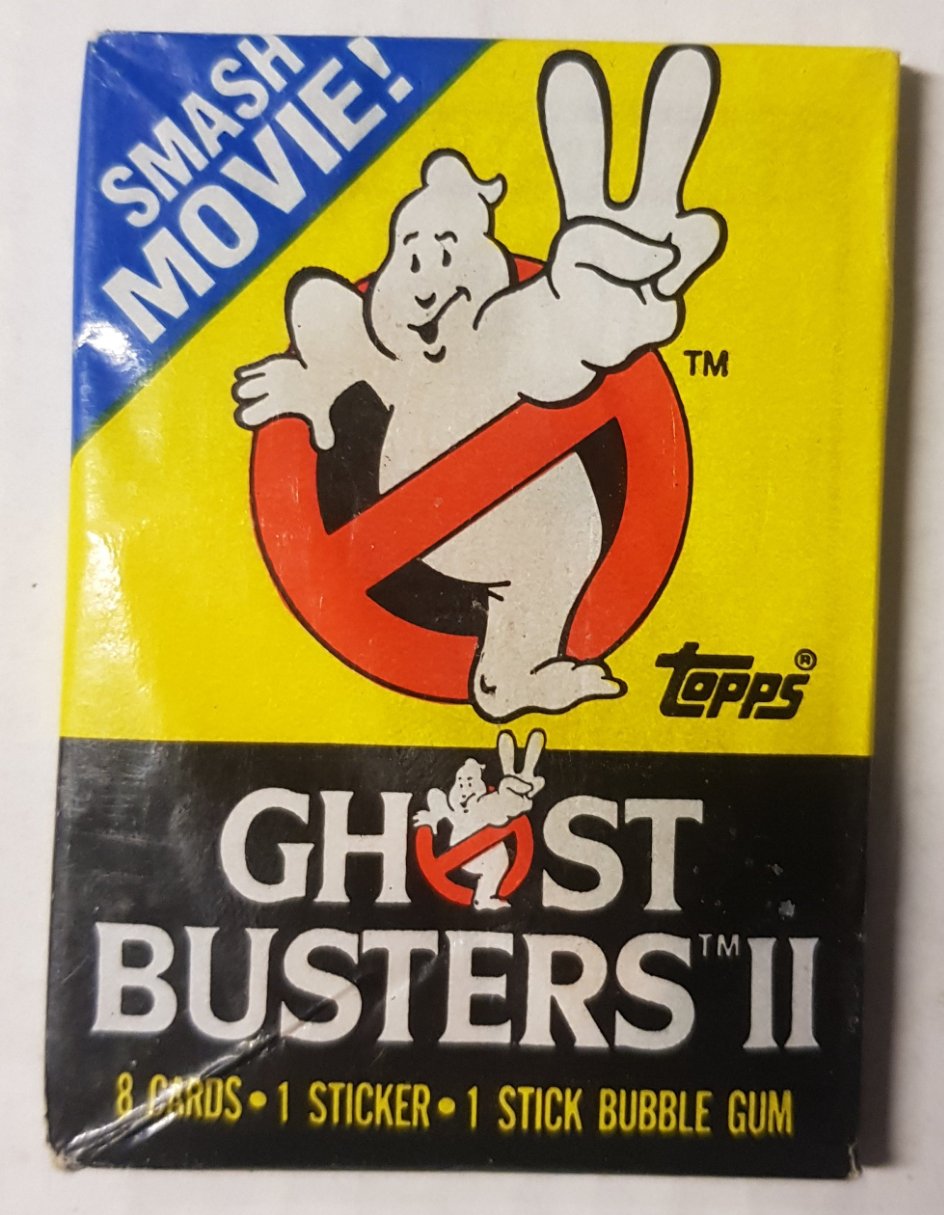 SMASH
MOVIE!
TM
topps®
GHOST
BUSTERS™ II
8 CARDS • 1 STICKER • 1 STICK BUBBLE GUM